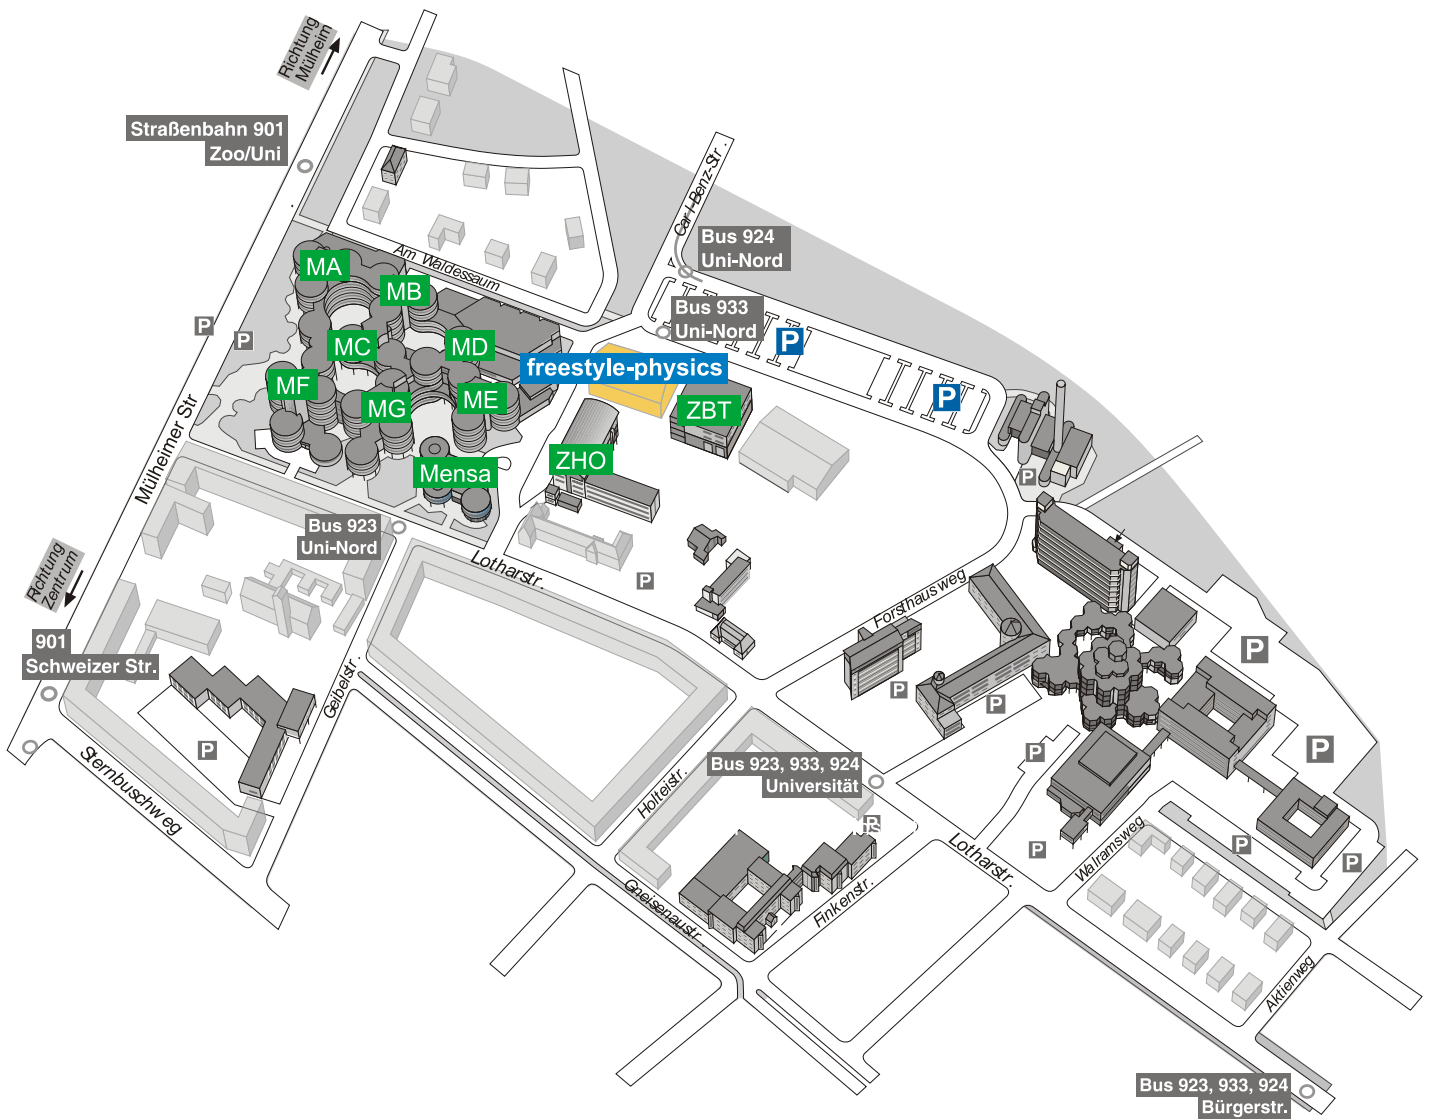 Richtung
Mülheim
Straßenbahn 901
Zoo/Uni
Carl-Benz-Str.
Bus 924
Uni-Nord
Am Waldessaum
MA
MB
Bus 933
Uni-Nord
P
P
P
MC
MD
freestyle-physics
MF
MG
ME
ZBT
P
Mülheimer Str
Mensa
ZHO
P
Bus 923
Uni-Nord
Lotharstr.
P
Richtung
Zentrum
Forsthausweg
901
Schweizer Str.
Geibelstr.
P
P
P
P
P
P
P
Sternbuschweg
Holteistr.
Bus 923, 933, 924
Universität
P
Lotharstr.
P
Walramsweg
P
P
Gneisenaustr.
Finkenstr.
Aktienweg
Bus 923, 933, 924
Bürgerstr.